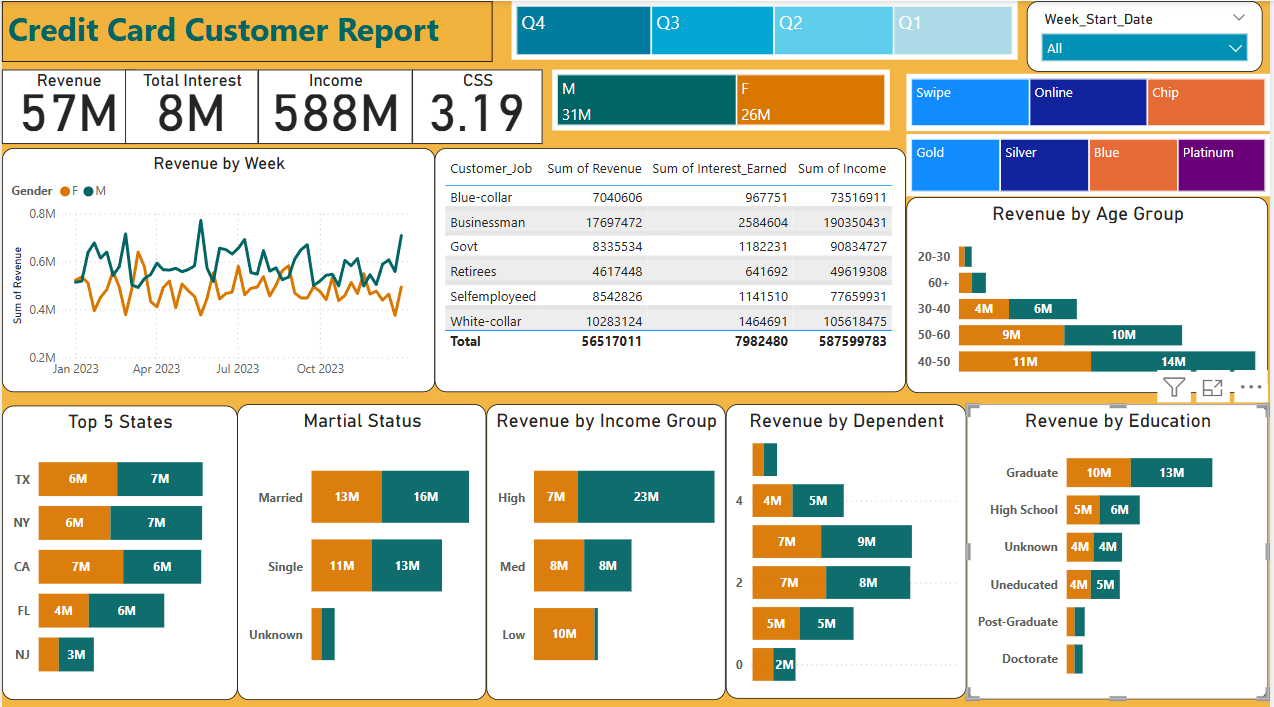 Credit Card Customer Report
Q4
Q3
Q2
Q1
Week_Start_Date
All
Revenue
57M
Total Interest
8M
Income
588M
CSS
3.19
M
31M
F
26M
Swipe
Online
Chip
Gold
Silver
Blue
Platinum
Revenue by Week
Gender F M
Sum of Revenue
0.8M
0.6M
0.4M
0.2M
Jan 2023 Apr 2023 Jul 2023 Oct 2023
Customer_Job Sum of Revenue Sum of Interest_Earned Sum of Income
Blue-collar 7040606 967751 73516911
Businessman 17697472 2584604 190350431
Govt 8335534 1182231 90834727
Retirees 4617448 641692 49619308
Selfemployeed 8542826 1141510 77659931
White-collar 10283124 1464691 105618475
Total 56517011 7982480 587599783
Revenue by Age Group
20-30
60+
30-40 4M 6M
50-60 9M 10M
40-50 11M 14M
Top 5 States
TX 6M 7M
NY 6M 7M
CA 7M 6M
FL 4M 6M
NJ 3M
Martial Status
Married 13M 16M
Single 11M 13M
Unknown
Revenue by Income Group
High 7M 23M
Med 8M 8M
Low 10M
Revenue by Dependent
4 4M 5M
7M 9M
2 7M 8M
5M 5M
0 2M
Revenue by Education
Graduate 10M 13M
High School 5M 6M
Unknown 4M 4M
Uneducated 4M 5M
Post-Graduate
Doctorate